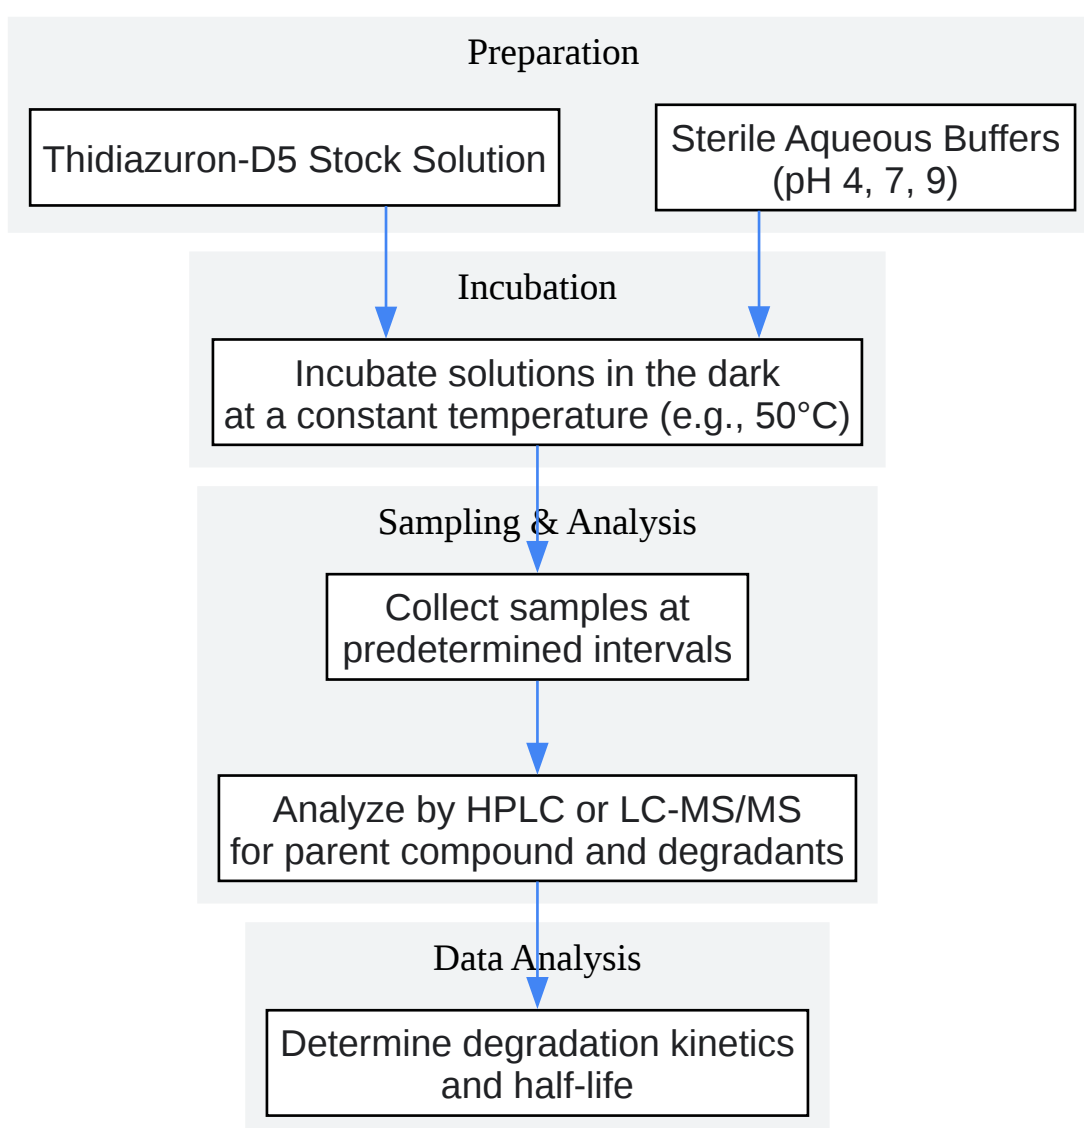 Preparation
Thidiazuron-D5 Stock Solution
Sterile Aqueous Buffers
(pH 4, 7, 9)
Incubation
Incubate solutions in the dark
at a constant temperature (e.g., 50°C)
Sampling & Analysis
Collect samples at
predetermined intervals
Analyze by HPLC or LC-MS/MS
for parent compound and degradants
Data Analysis
Determine degradation kinetics
and half-life